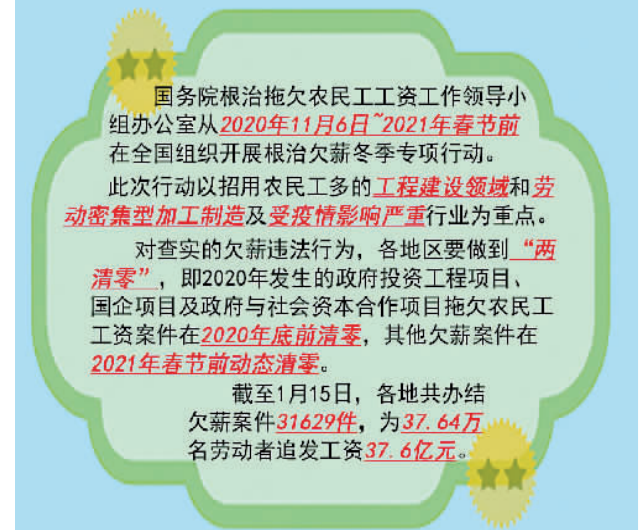 国务院根治拖欠农民工工资工作领导小
组办公室从2020年11月6日~2021年春节前
在全国组织开展根治欠薪冬季专项行动。
此次行动以招用农民工多的工程建设领域和劳
动密集型加工制造及受疫情影响严重行业为重点。
对查实的欠薪违法行为，各地区要做到“两
清零”，即2020年发生的政府投资工程项目、
国企项目及政府与社会资本合作项目拖欠农民工
工资案件在2020年底前清零，其他欠薪案件在
2021年春节前动态清零。
截至1月15日，各地共办结
欠薪案件31629件，为37.64万
名劳动者追发工资37.6亿元。